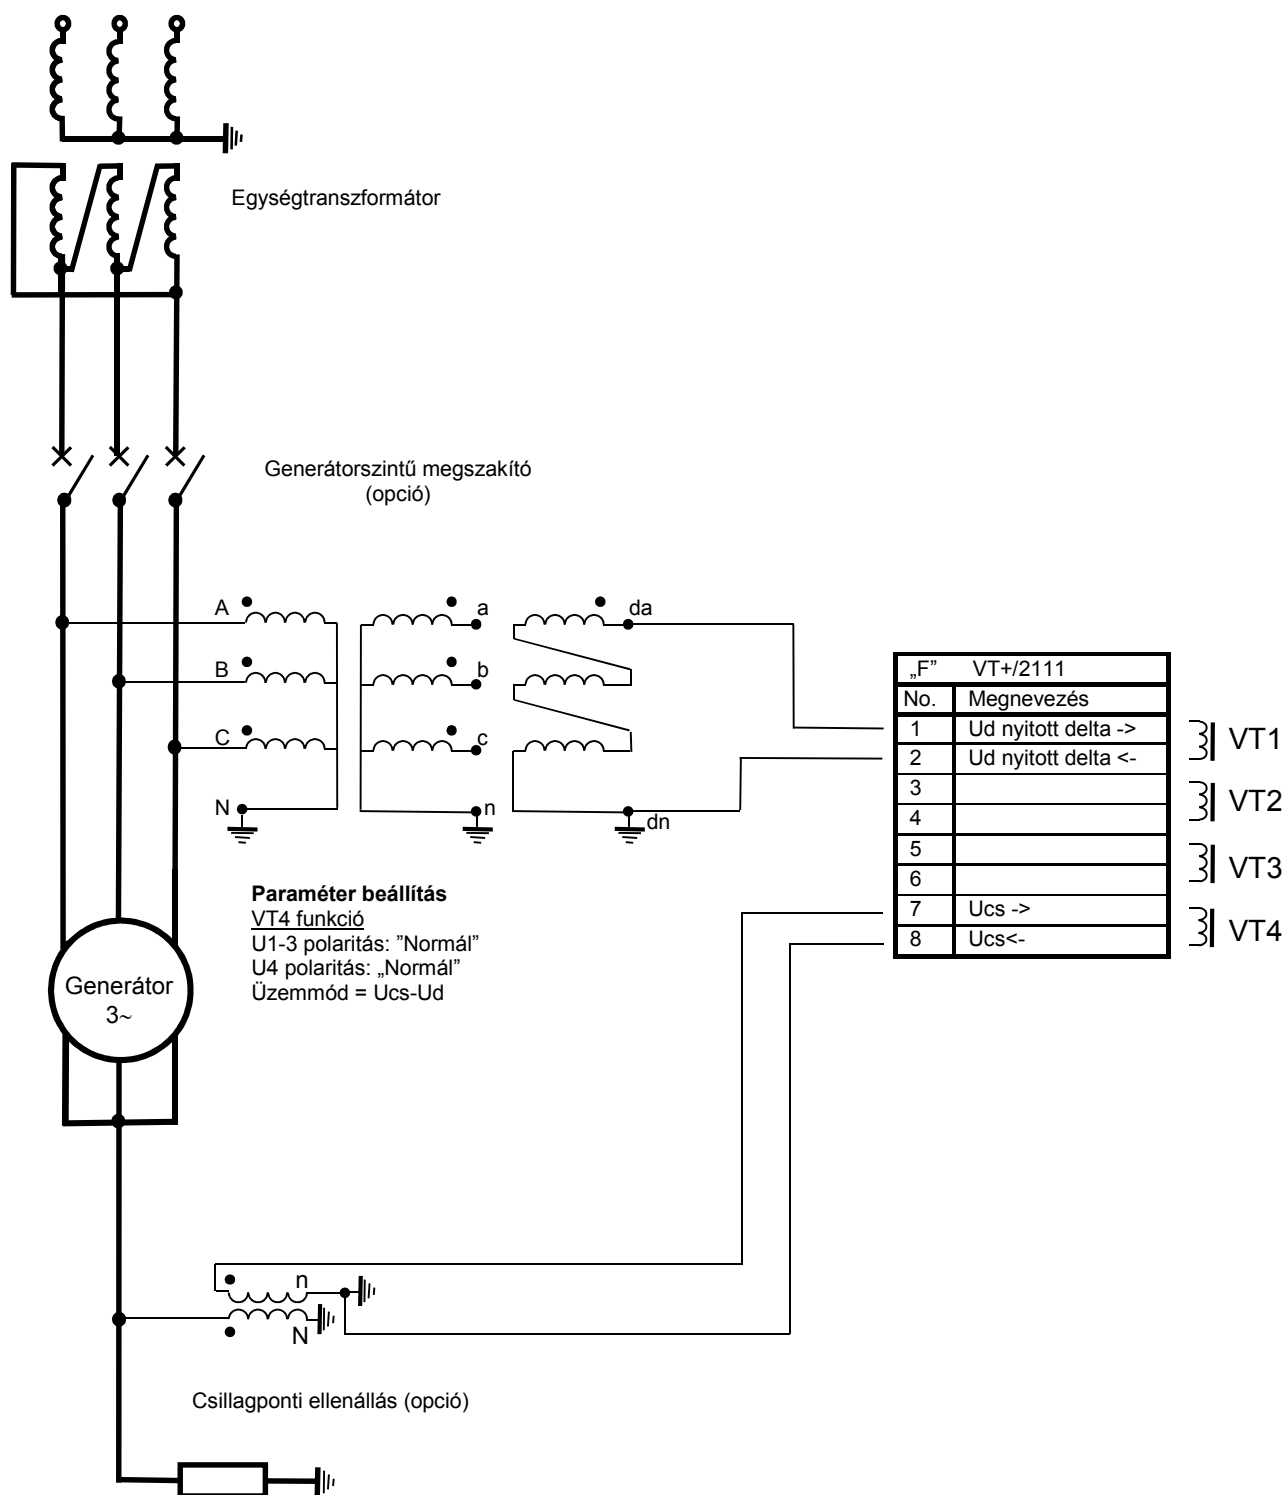 Egységtranszformátor
Generátorszintű megszakító
(opció)
A
a
da
B
b
C
c
N
n
dn
„F” VT+/2111
No. Megnevezés
1 Ud nyitott delta ->
2 Ud nyitott delta <-
3
4
5
6
7 Ucs ->
8 Ucs<-
VT1
VT2
VT3
VT4
Paraméter beállítás
VT4 funkció
U1-3 polaritás: ”Normál”
U4 polaritás: „Normál”
Üzemmód = Ucs-Ud
Generátor
3~
n
N
Csillagponti ellenállás (opció)